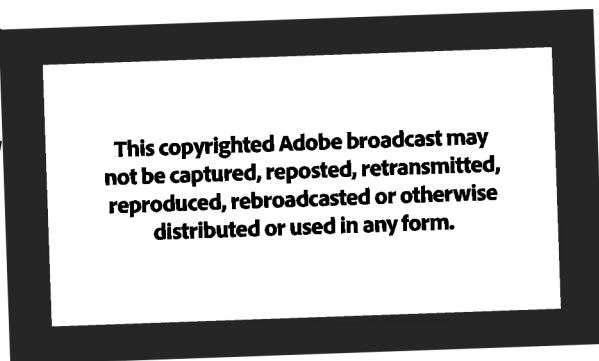 This copyrighted Adobe broadcast may
not be captured, reposted, retransmitted,
reproduced, rebroadcasted or otherwise
distributed or used in any form.